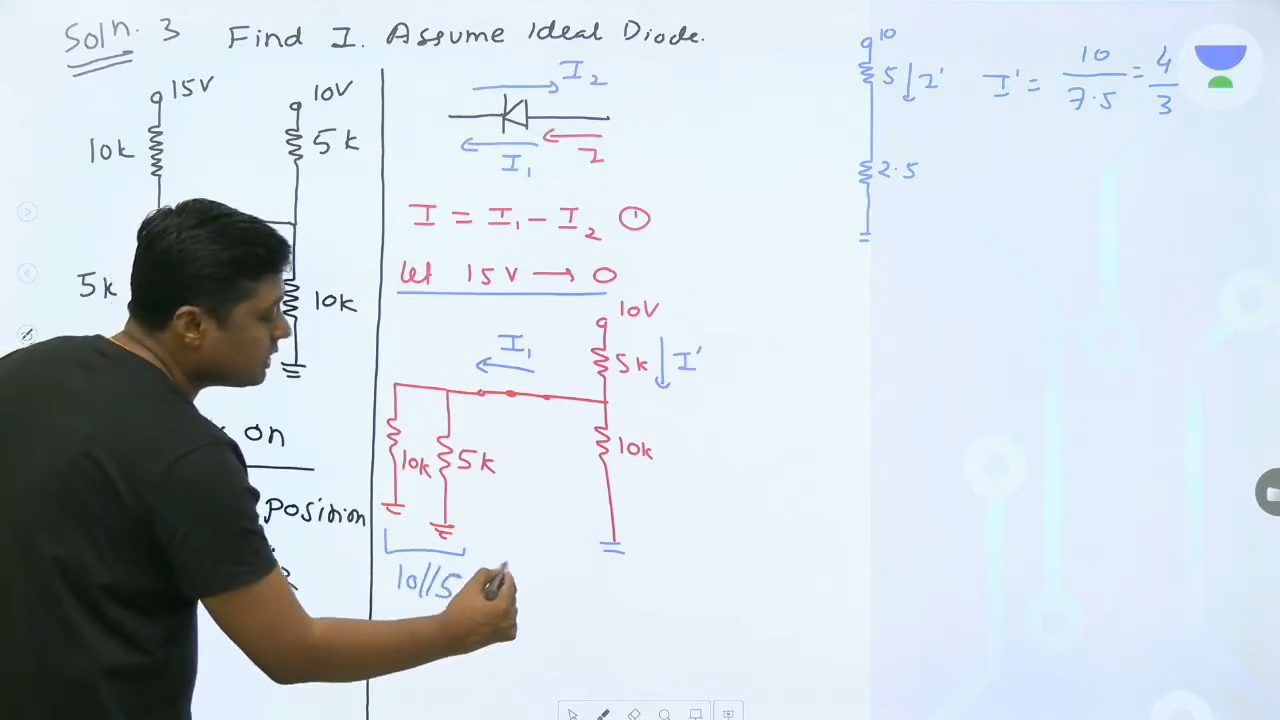 Soln. 3 Find I. Assume Ideal Diode.
15V
10V
10k
5k
5k
10k
on
position
I2
I1
I
I = I1 - I2 ①
let 15V → 0
10V
5k
I'
I1
10k
5k
10k
10//5
10
5
I'
2.5
I' = 10/7.5 = 4/3